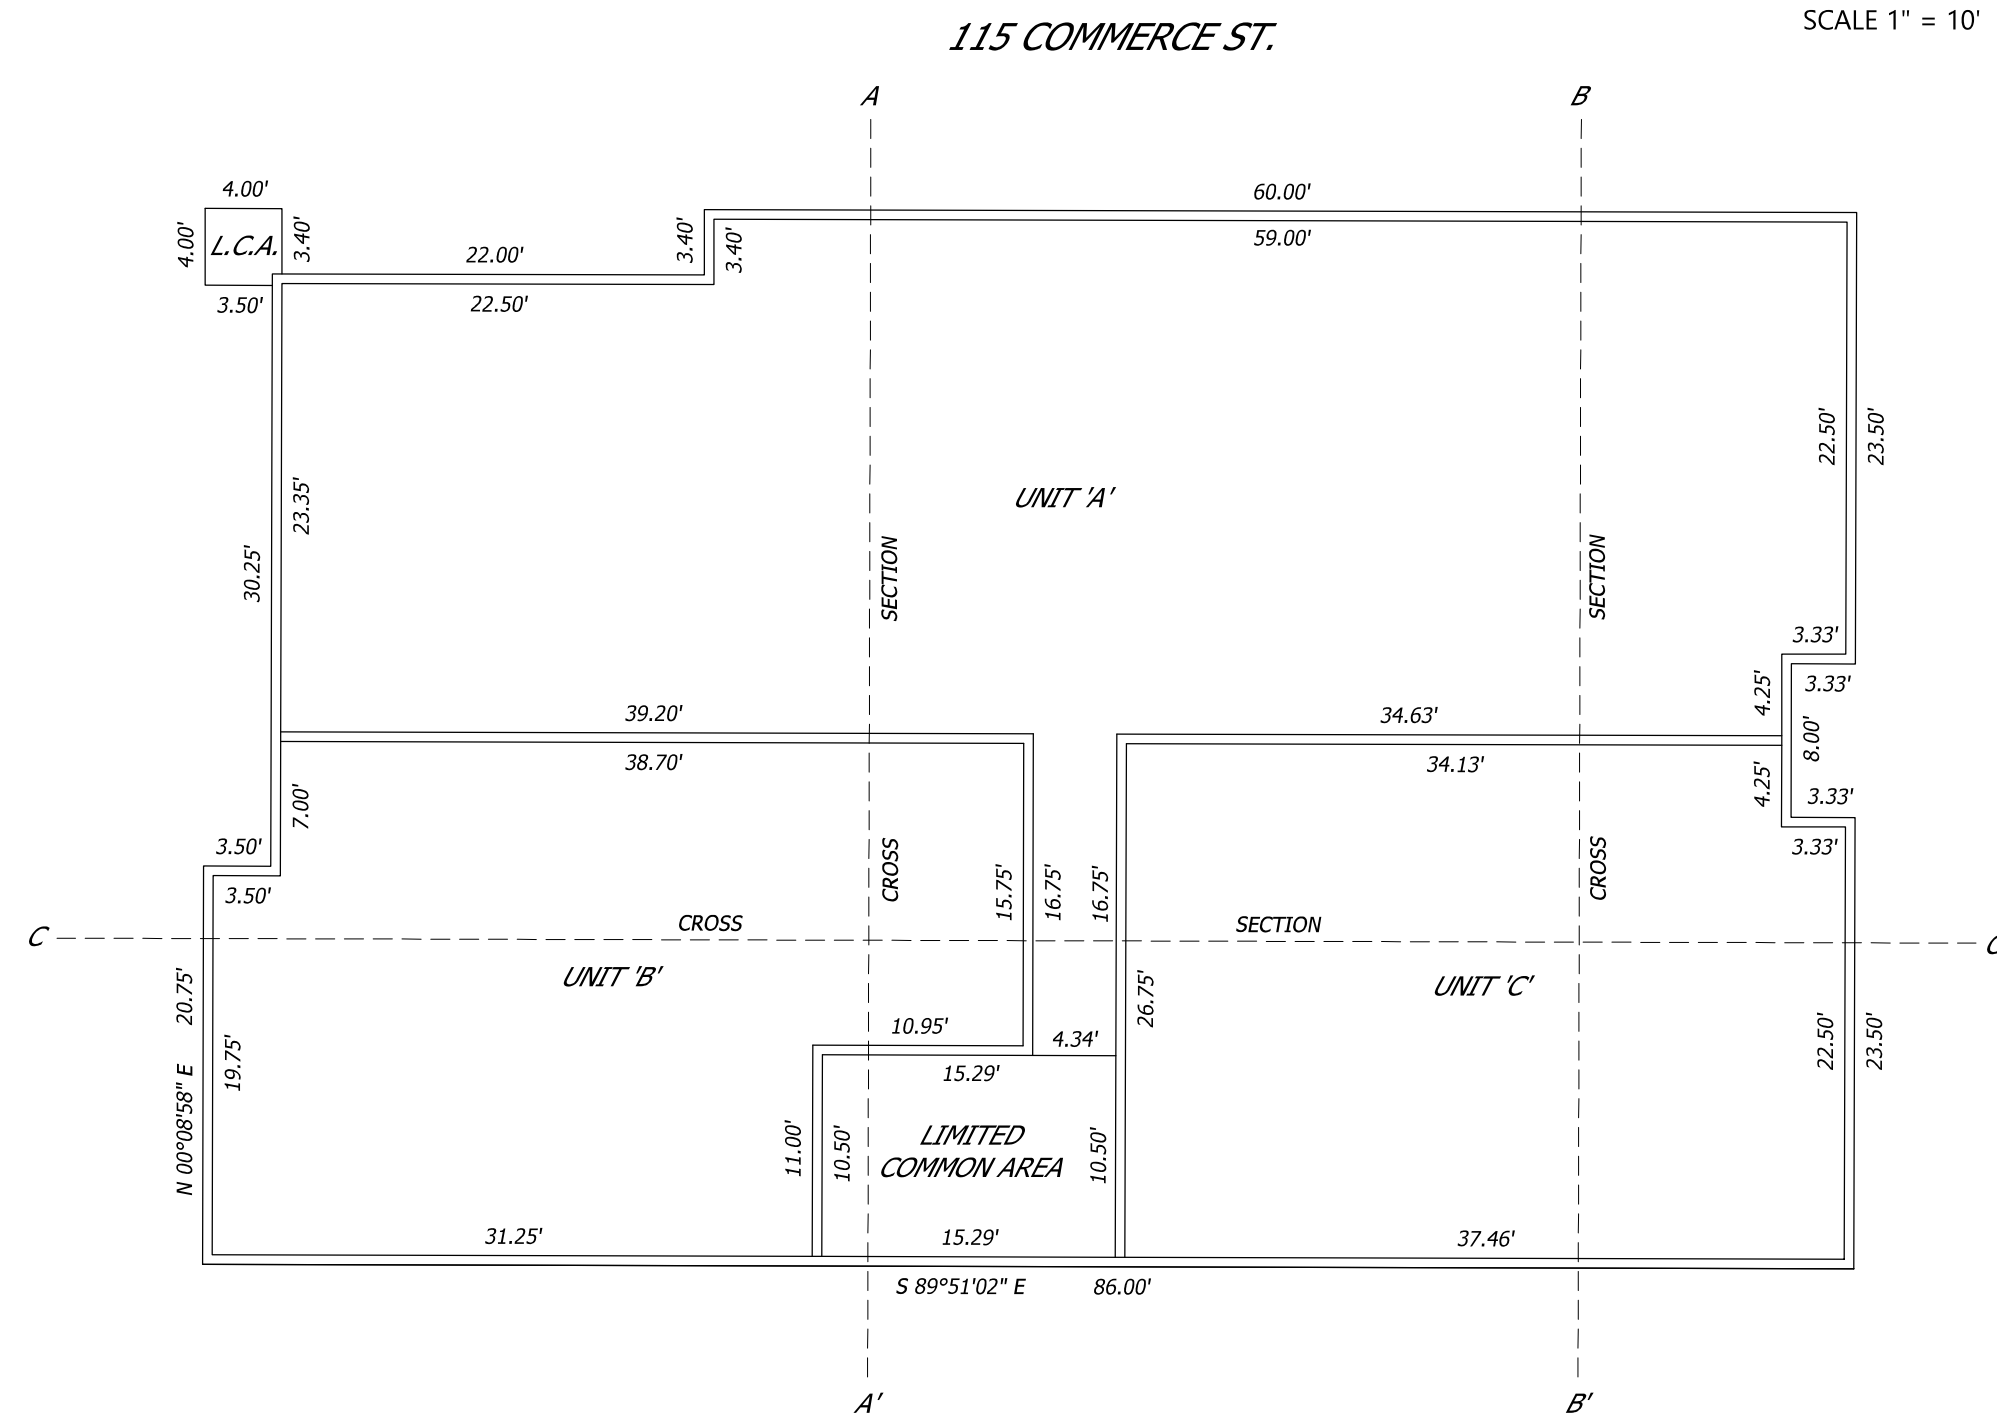 SCALE 1" = 10'
115 COMMERCE ST.
A
B
4.00'
60.00'
4.00'
L.C.A.
3.40'
22.00'
3.40'
3.40'
59.00'
3.50'
22.50'
22.50'
23.50'
23.35'
UNIT 'A'
30.25'
SECTION
SECTION
3.33'
4.25'
3.33'
39.20'
34.63'
8.00'
38.70'
34.13'
4.25'
7.00'
3.33'
3.50'
3.33'
3.50'
CROSS
CROSS
15.75'
16.75'
16.75'
C
CROSS
SECTION
UNIT 'B'
UNIT 'C'
N 00°08'58" E 20.75'
26.75'
19.75'
10.95'
4.34'
22.50'
23.50'
15.29'
11.00'
10.50'
LIMITED
COMMON AREA
10.50'
31.25'
15.29'
37.46'
S 89°51'02" E 86.00'
A'
B'